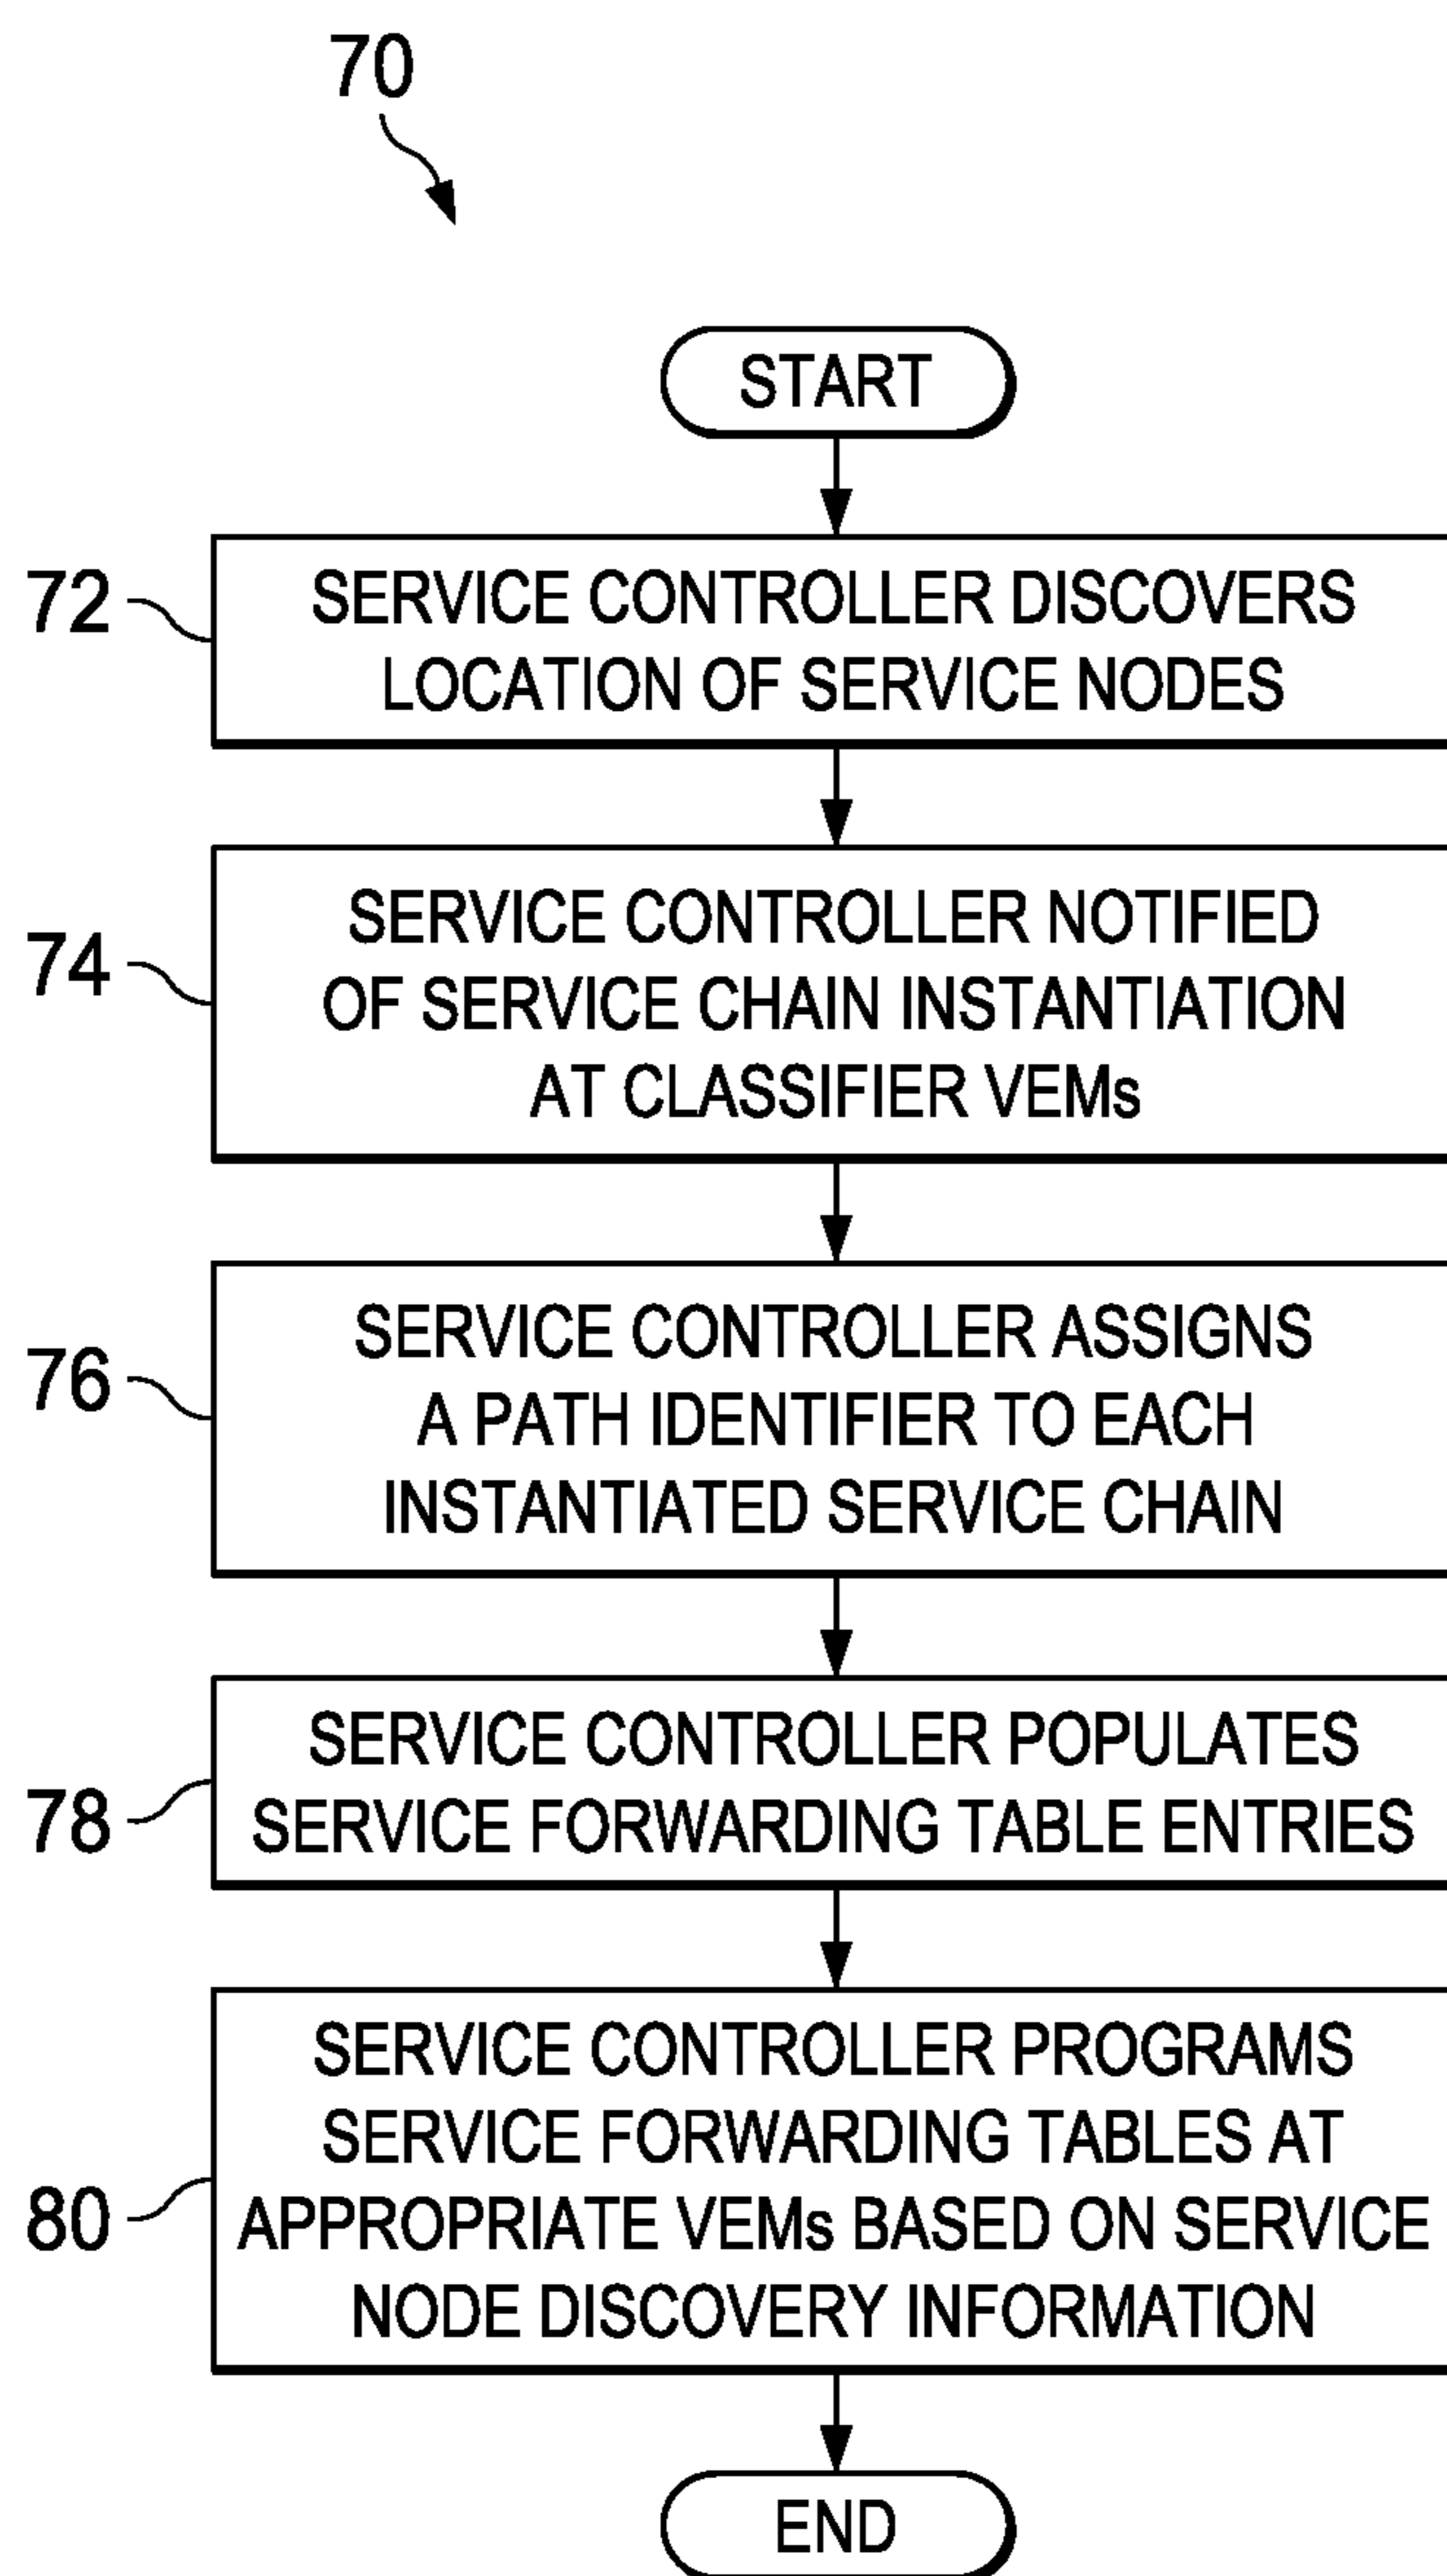 70
START
72
SERVICE CONTROLLER DISCOVERS
LOCATION OF SERVICE NODES
74
SERVICE CONTROLLER NOTIFIED
OF SERVICE CHAIN INSTANTIATION
AT CLASSIFIER VEMs
76
SERVICE CONTROLLER ASSIGNS
A PATH IDENTIFIER TO EACH
INSTANTIATED SERVICE CHAIN
78
SERVICE CONTROLLER POPULATES
SERVICE FORWARDING TABLE ENTRIES
80
SERVICE CONTROLLER PROGRAMS
SERVICE FORWARDING TABLES AT
APPROPRIATE VEMs BASED ON SERVICE
NODE DISCOVERY INFORMATION
END